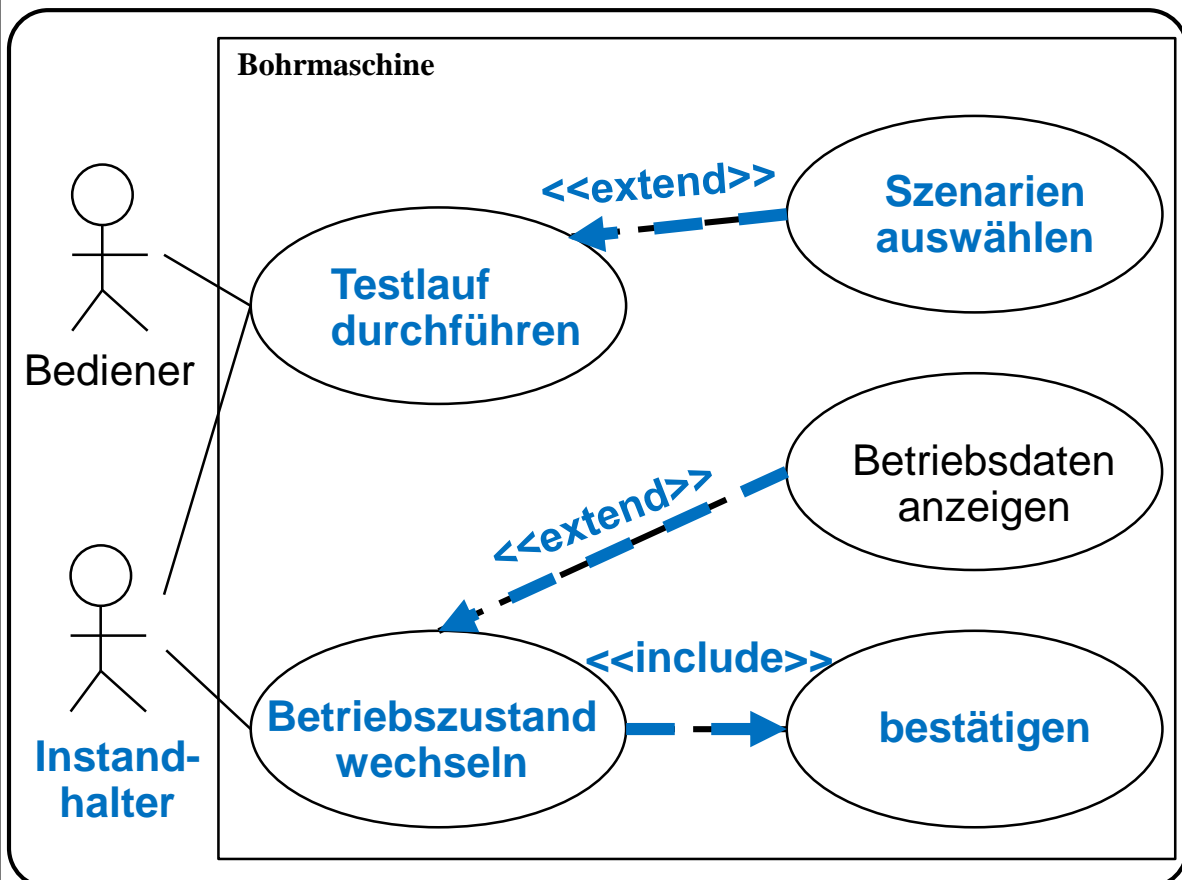 Bohrmaschine
<<extend>>
Szenarien
auswählen
Testlauf
durchführen
Bediener
Betriebsdaten
anzeigen
<<extend>>
<<include>>
Betriebszustand
wechseln
bestätigen
Instand-
halter